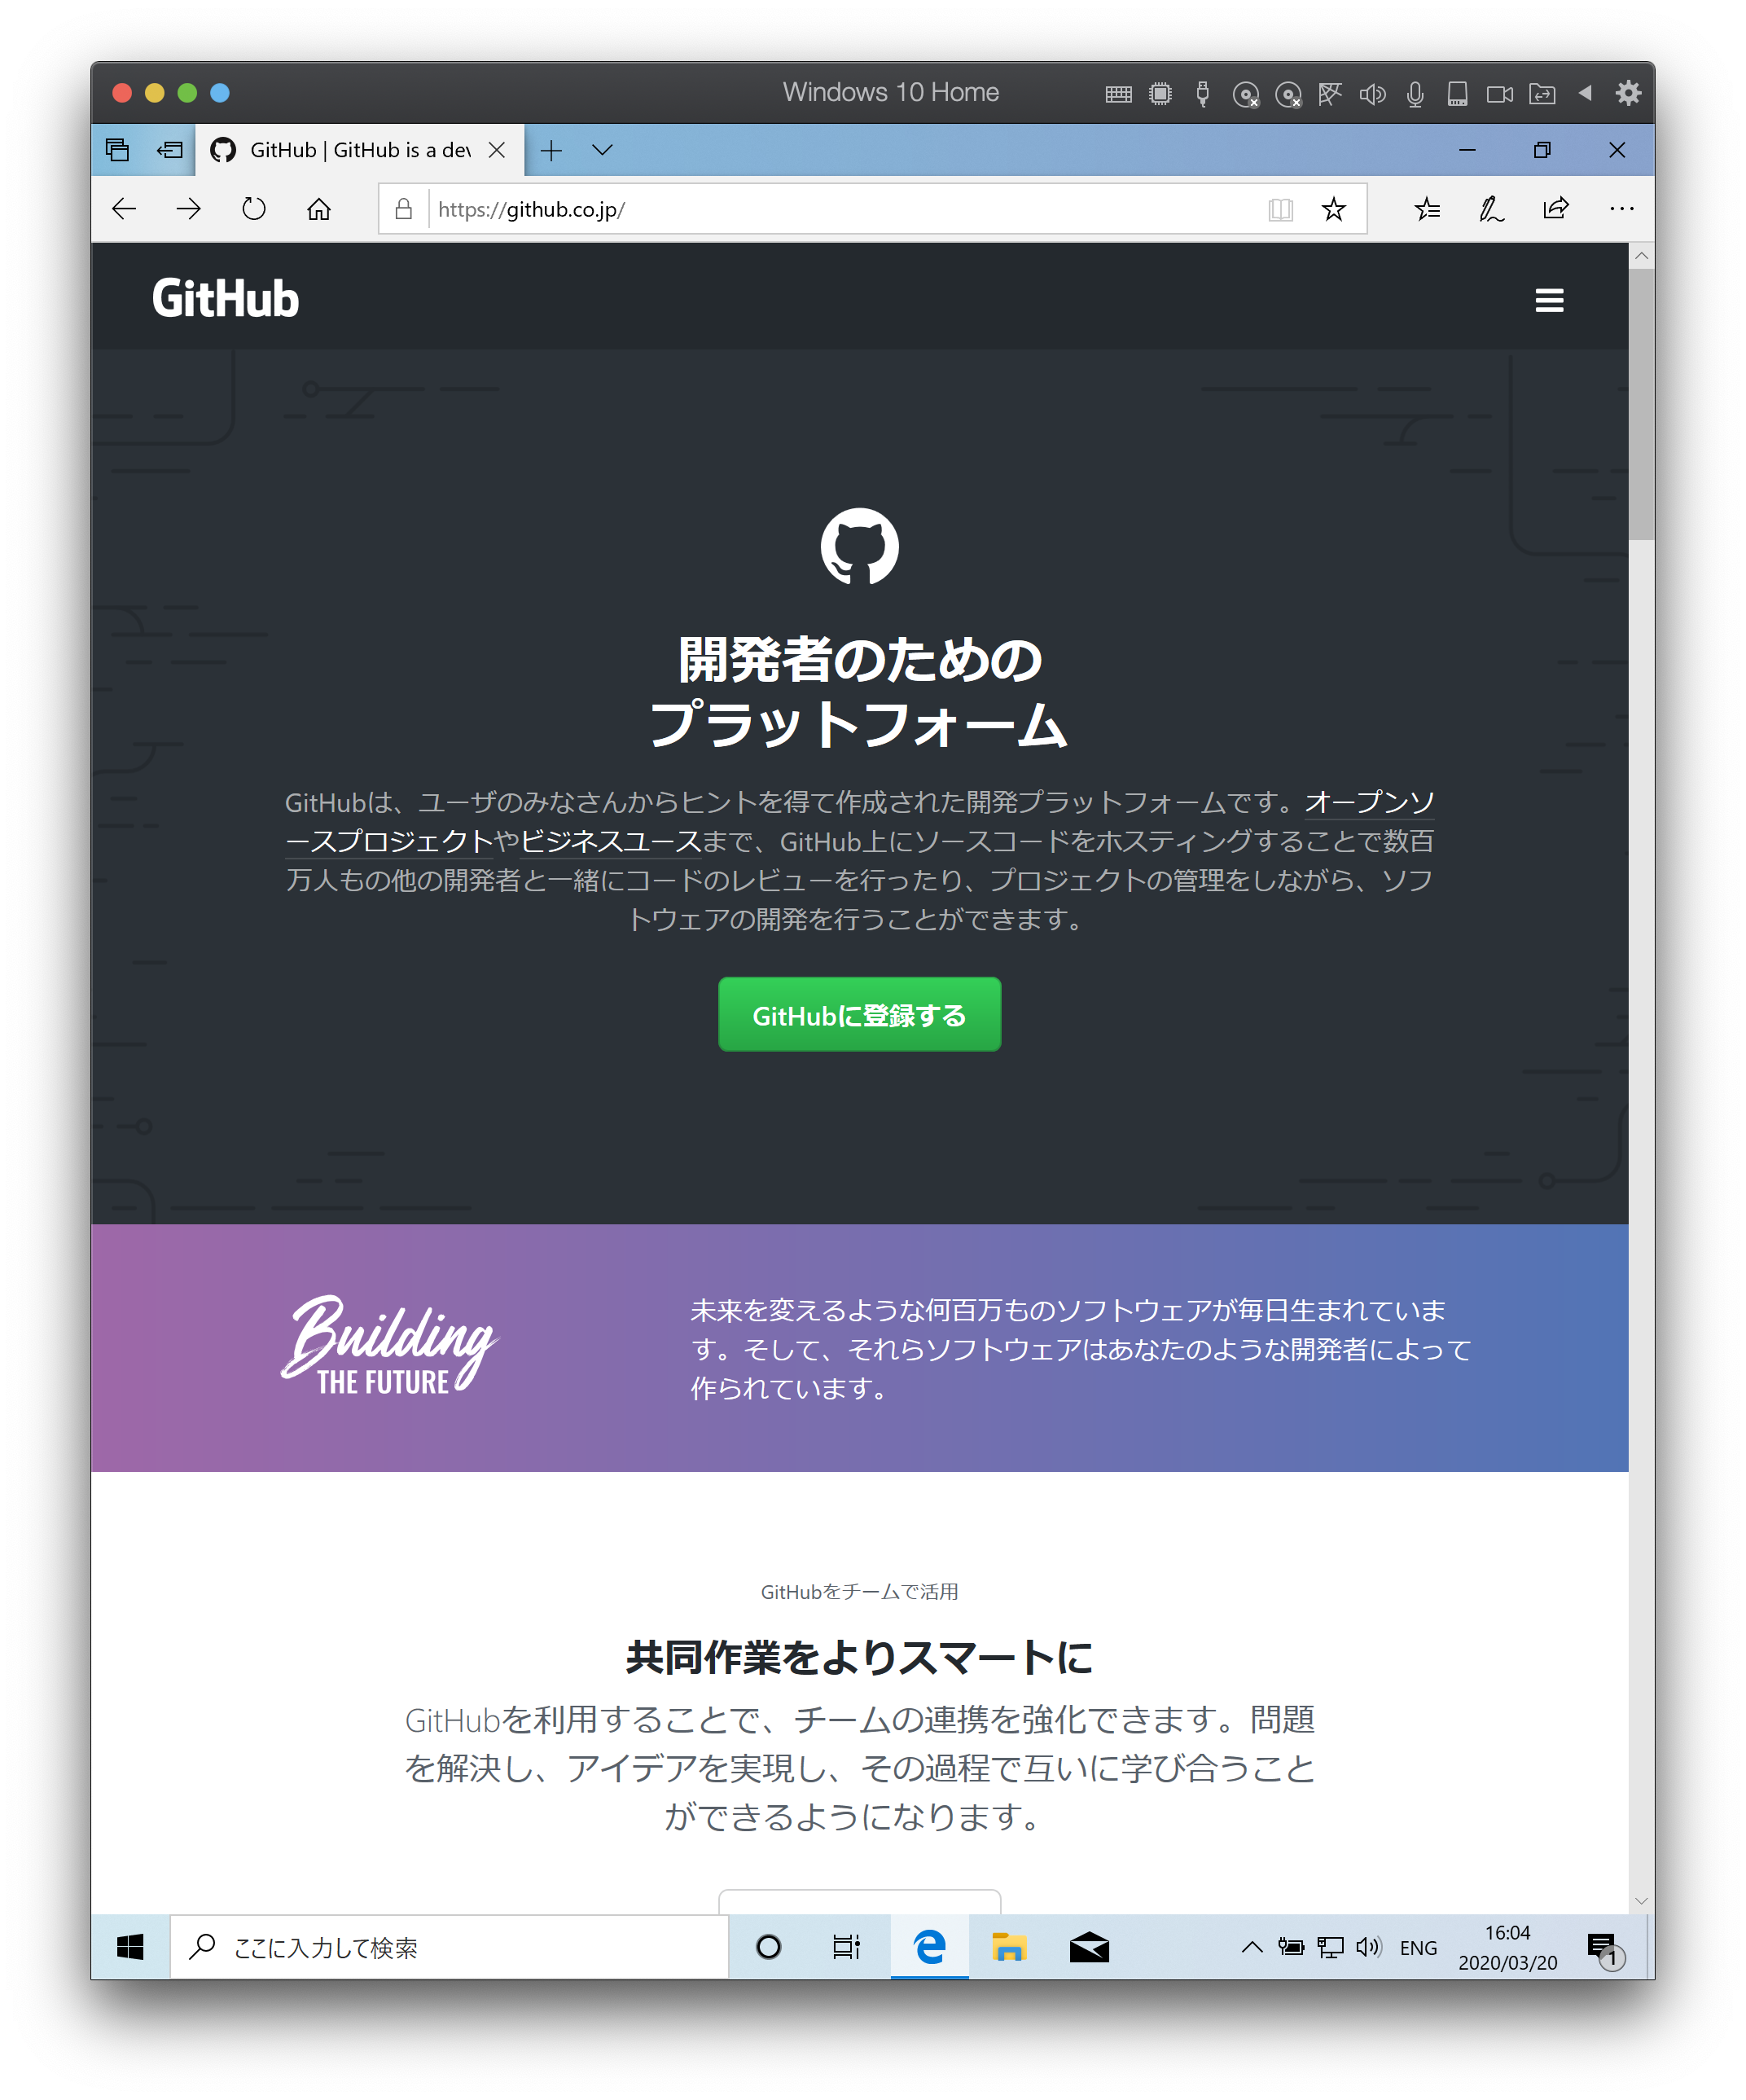 Windows 10 Home
GitHub | GitHub is a dev
https://github.co.jp/
GitHub
開発者のための
プラットフォーム
GitHubは、ユーザのみなさんからヒントを得て作成された開発プラットフォームです。オープンソ
ースプロジェクトやビジネスユースまで、GitHub上にソースコードをホスティングすることで数百
万人もの他の開発者と一緒にコードのレビューを行ったり、プロジェクトの管理をしながら、ソフ
トウェアの開発を行うことができます。
GitHubに登録する
Building
THE FUTURE
未来を変えるような何百万ものソフトウェアが毎日生まれていま
す。そして、それらソフトウェアはあなたのような開発者によって
作られています。
GitHubをチームで活用
共同作業をよりスマートに
GitHubを利用することで、チームの連携を強化できます。問題
を解決し、アイデアを実現し、その過程で互いに学び合うこと
ができるようになります。
ここに入力して検索
ENG
16:04
2020/03/20
1